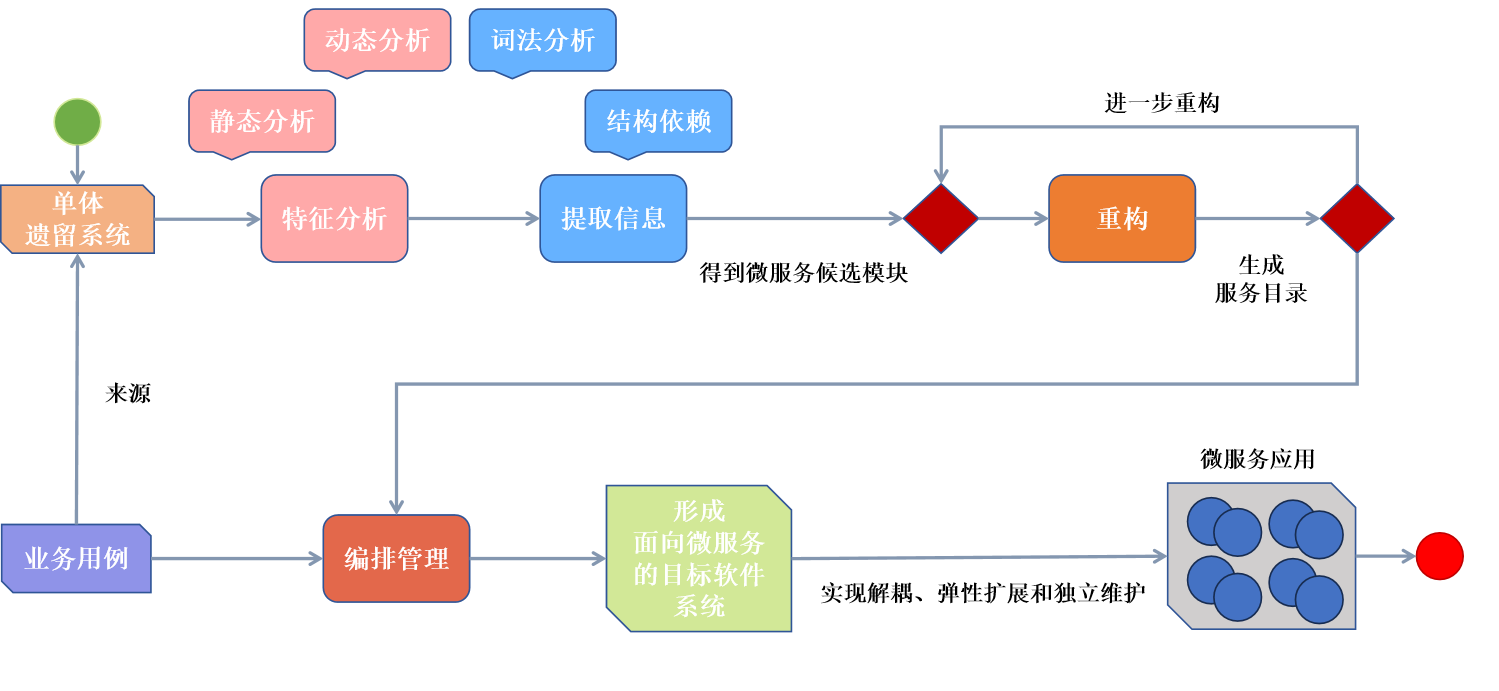 动态分析
词法分析
静态分析
结构依赖
进一步重构
单体
遗留系统
特征分析
提取信息
重构
得到微服务候选模块
生成
服务目录
来源
微服务应用
业务用例
编排管理
形成
面向微服务
的目标软件
系统
实现解耦、弹性扩展和独立维护